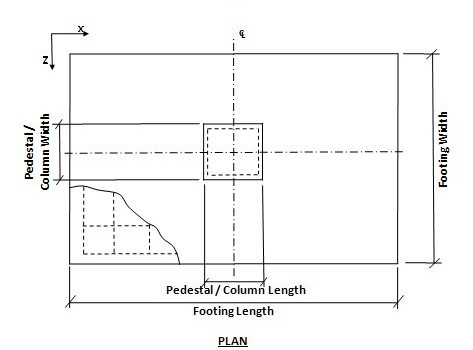 X
℄
Z
Pedestal /
Column Width
Footing Width
Pedestal / Column Length
Footing Length
PLAN